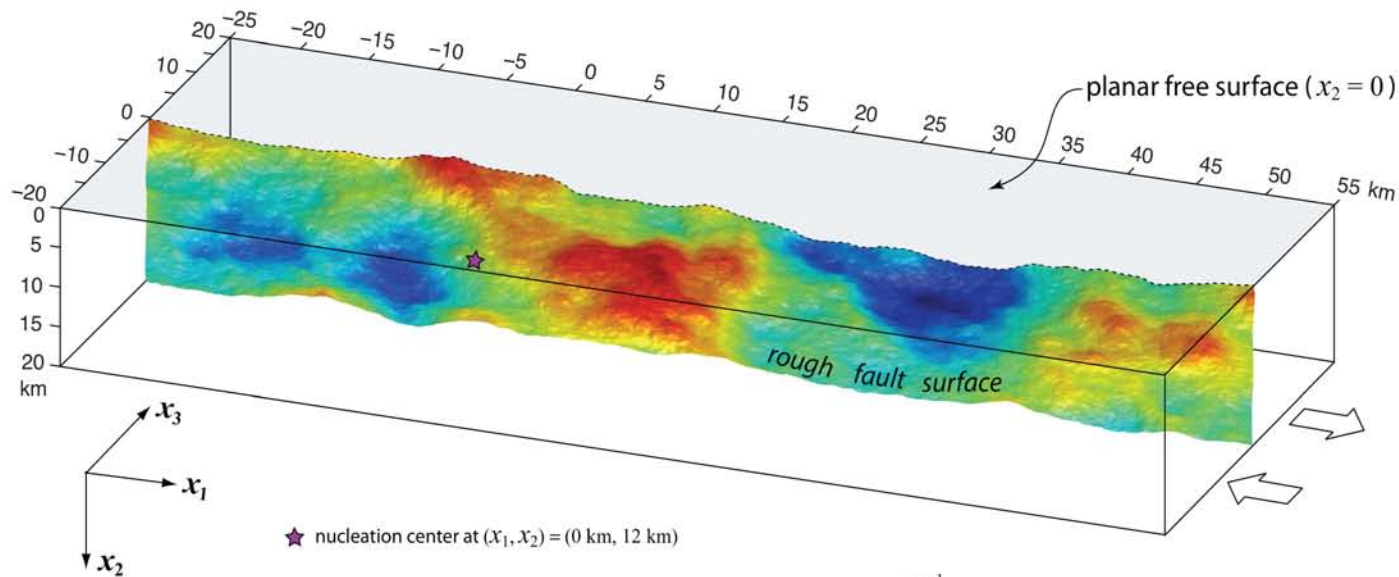 −25 −20 −15 −10 −5 0 5 10 15 20 25 30 35 40 45 50 55 km
20
10
0
−10
−20
planar free surface (x₂ = 0)
0
5
10
15
20
km
rough fault surface
x₃
x₁
x₂
nucleation center at (x₁, x₂) = (0 km, 12 km)